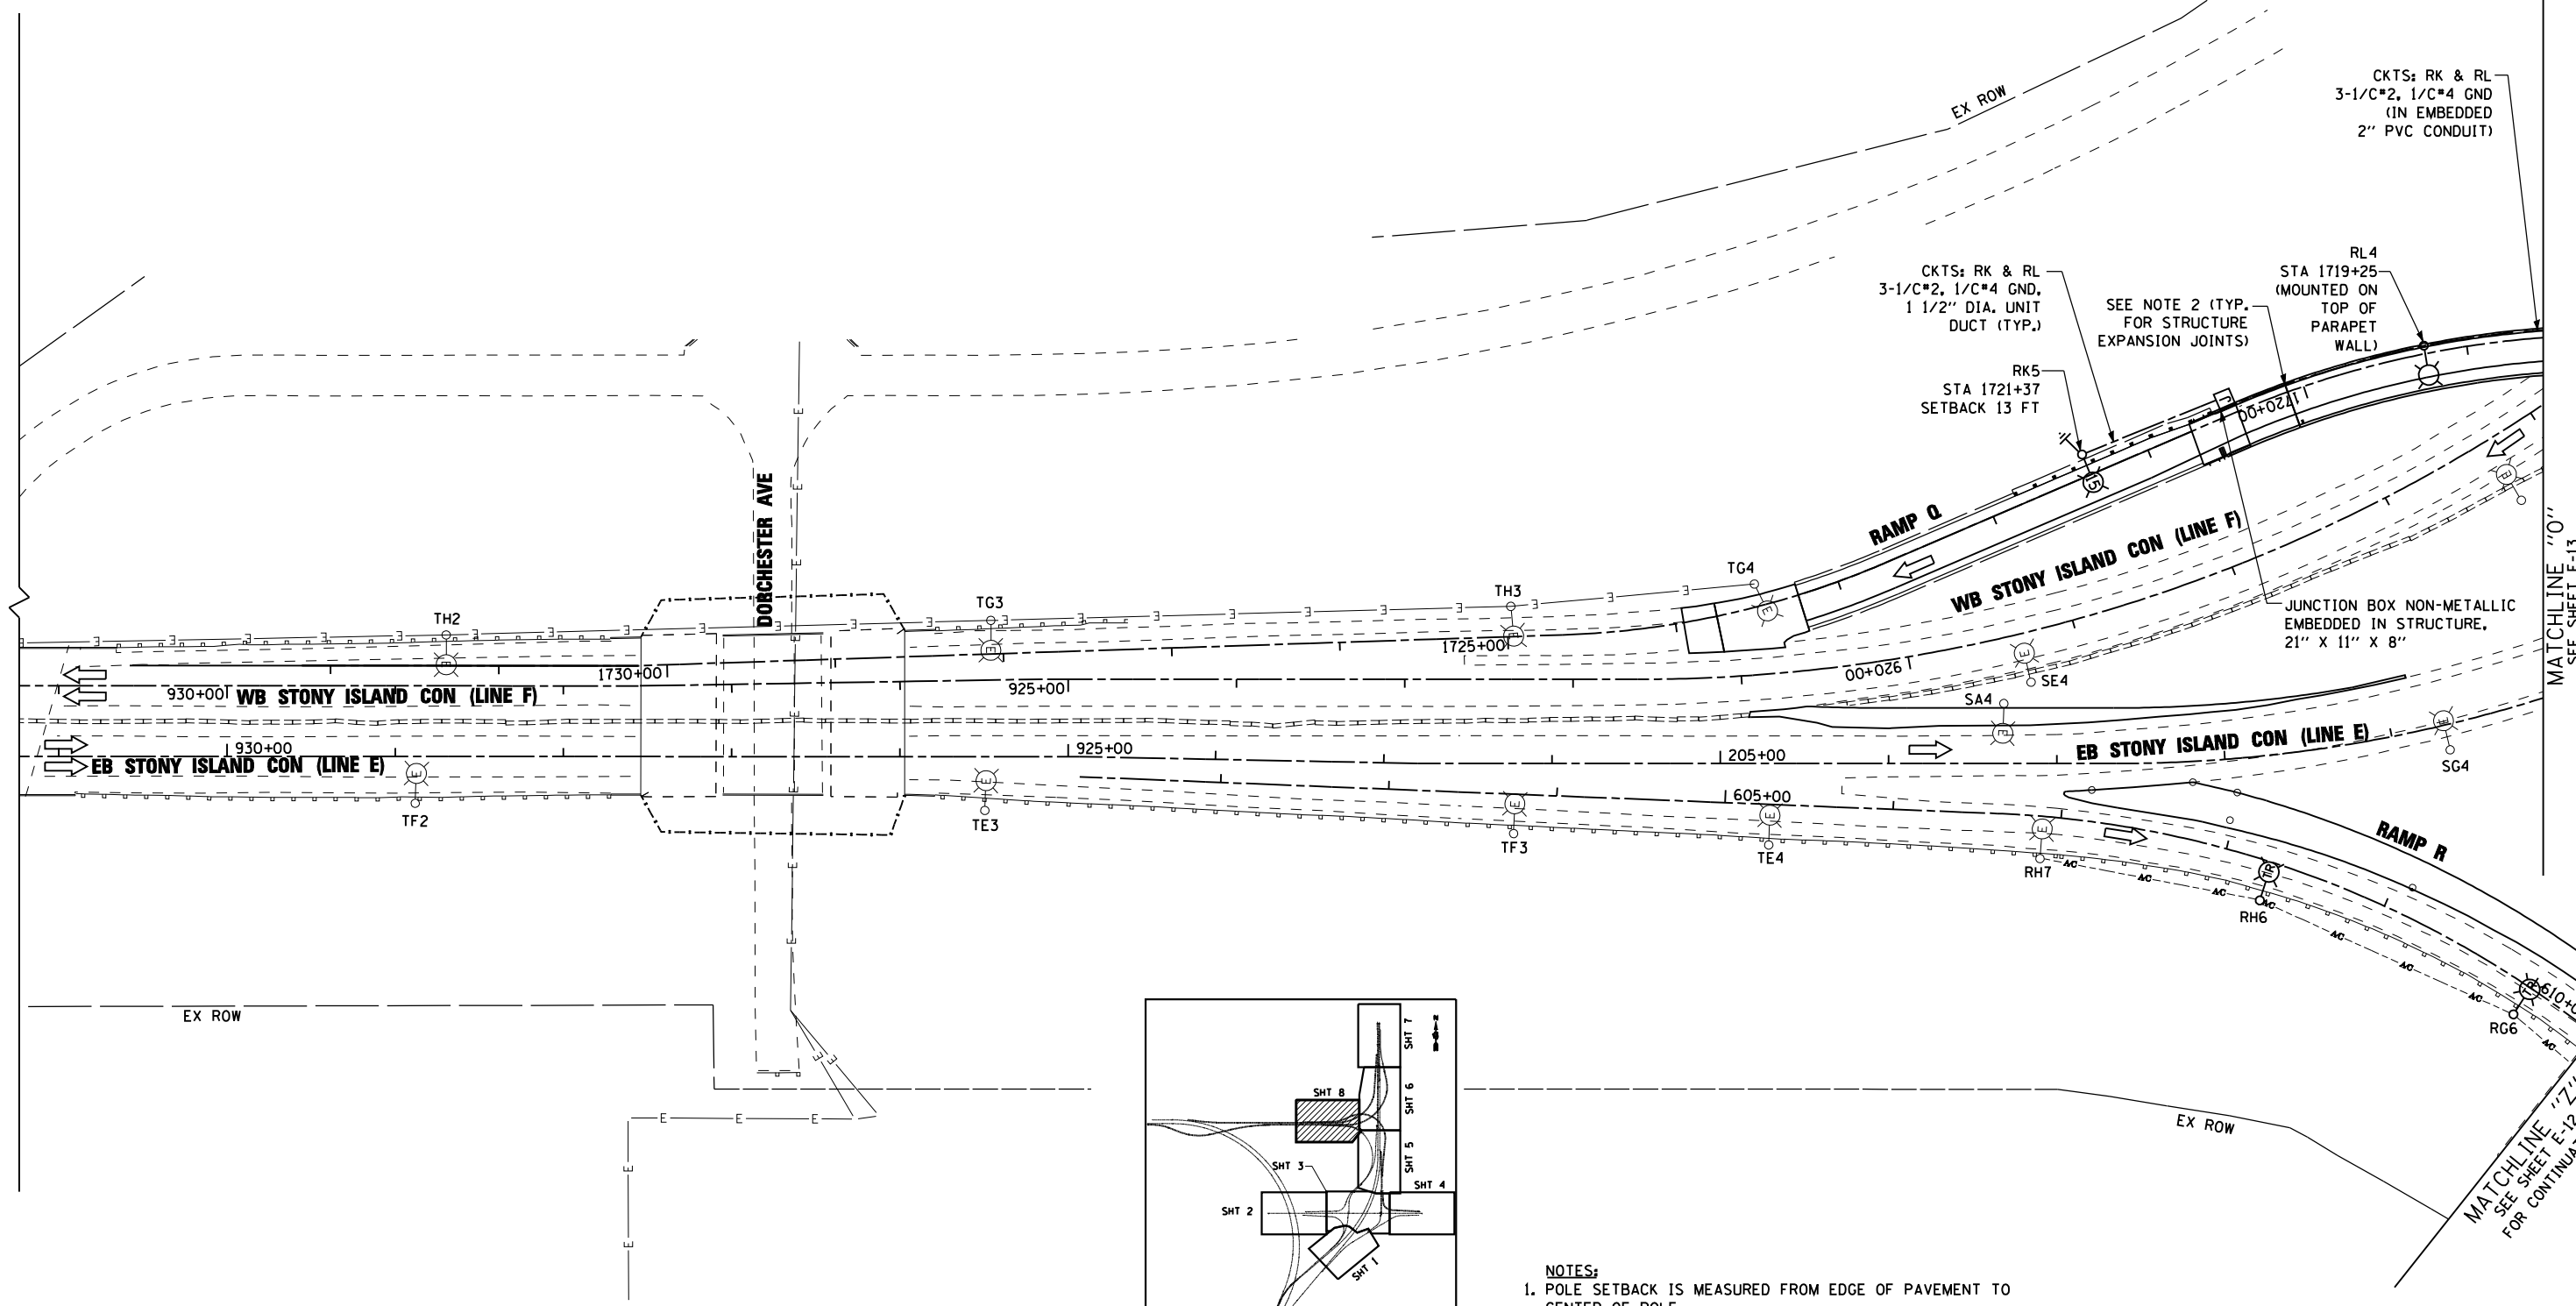 EX ROW
CKTS: RK & RL
3-1/C#2, 1/C#4 GND
(IN EMBEDDED
2" PVC CONDUIT)
RL4
STA 1719+25
(MOUNTED ON
TOP OF
PARAPET
WALL)
CKTS: RK & RL
3-1/C#2, 1/C#4 GND,
1 1/2" DIA. UNIT
DUCT (TYP.)
SEE NOTE 2 (TYP.
FOR STRUCTURE
EXPANSION JOINTS)
RK5
STA 1721+37
SETBACK 13 FT
1720+00
J
15
DORCHESTER AVE
RAMP Q
WB STONY ISLAND CON (LINE F)
JUNCTION BOX NON-METALLIC
EMBEDDED IN STRUCTURE,
21" X 11" X 8"
MATCHLINE "O"
SEE SHEET E-13
TH2
TG3
TH3
TG4
1730+00
1725+00
930+00
WB STONY ISLAND CON (LINE F)
925+00
920+00
SE4
SA4
930+00
925+00
205+00
EB STONY ISLAND CON (LINE E)
EB STONY ISLAND CON (LINE E)
SG4
TF2
TE3
TF3
605+00
TE4
RH7
RAMP R
RH6
RG6
EX ROW
EX ROW
SHT 7
SHT 6
SHT 8
SHT 5
SHT 3
SHT 4
SHT 2
SHT 1
MATCHLINE "Z"
SEE SHEET E-12
NOTES:
1. POLE SETBACK IS MEASURED FROM EDGE OF PAVEMENT TO